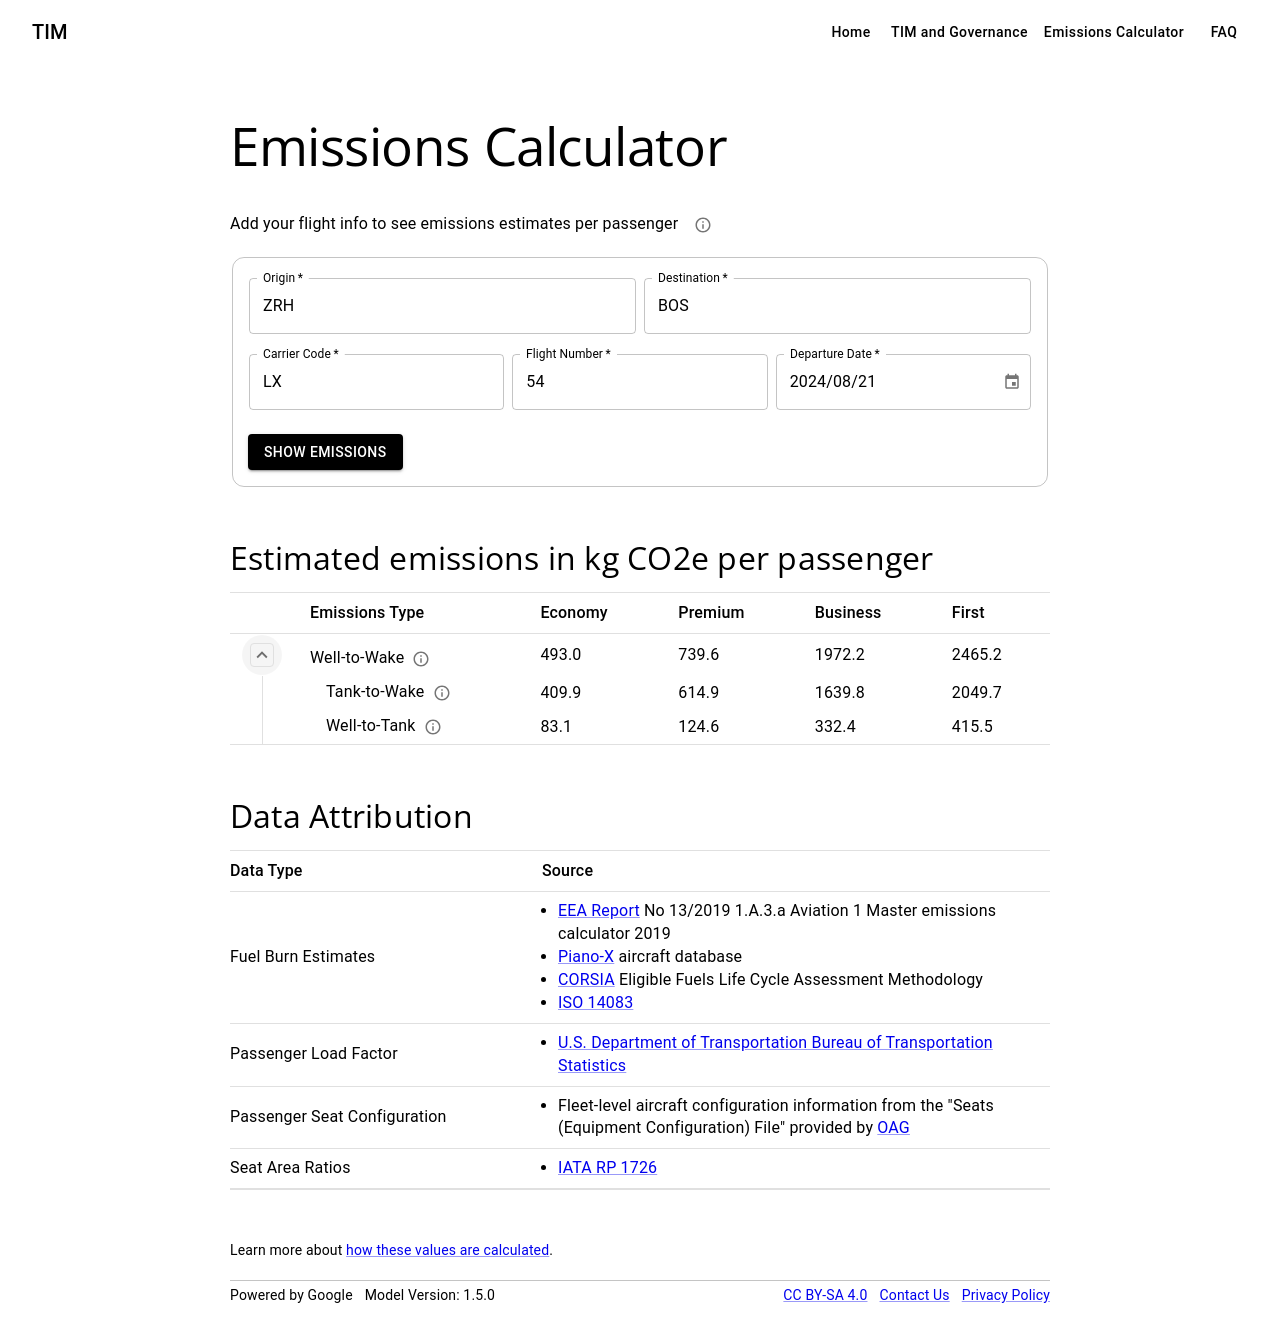 TIM
Home TIM and Governance Emissions Calculator FAQ
Emissions Calculator
Add your flight info to see emissions estimates per passenger
Origin *
ZRH
Destination *
BOS
Carrier Code *
LX
Flight Number *
54
Departure Date *
2024/08/21
SHOW EMISSIONS
Estimated emissions in kg CO2e per passenger
Emissions Type Economy Premium Business First
Well-to-Wake 493.0 739.6 1972.2 2465.2
Tank-to-Wake 409.9 614.9 1639.8 2049.7
Well-to-Tank 83.1 124.6 332.4 415.5
Data Attribution
Data Type Source
Fuel Burn Estimates
• EEA Report No 13/2019 1.A.3.a Aviation 1 Master emissions
calculator 2019
• Piano-X aircraft database
• CORSIA Eligible Fuels Life Cycle Assessment Methodology
• ISO 14083
Passenger Load Factor
• U.S. Department of Transportation Bureau of Transportation
Statistics
Passenger Seat Configuration
• Fleet-level aircraft configuration information from the "Seats
(Equipment Configuration) File" provided by OAG
Seat Area Ratios
• IATA RP 1726
Learn more about how these values are calculated.
Powered by Google Model Version: 1.5.0 CC BY-SA 4.0 Contact Us Privacy Policy